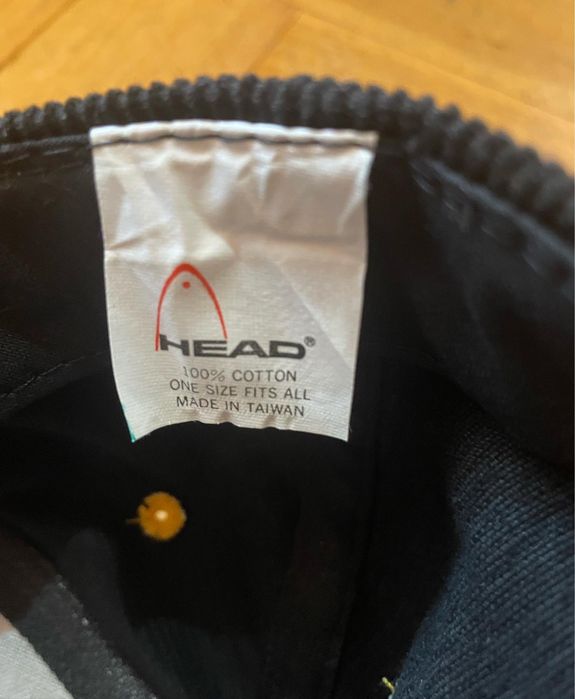 HEAD®
100% COTTON
ONE SIZE FITS ALL
MADE IN TAIWAN